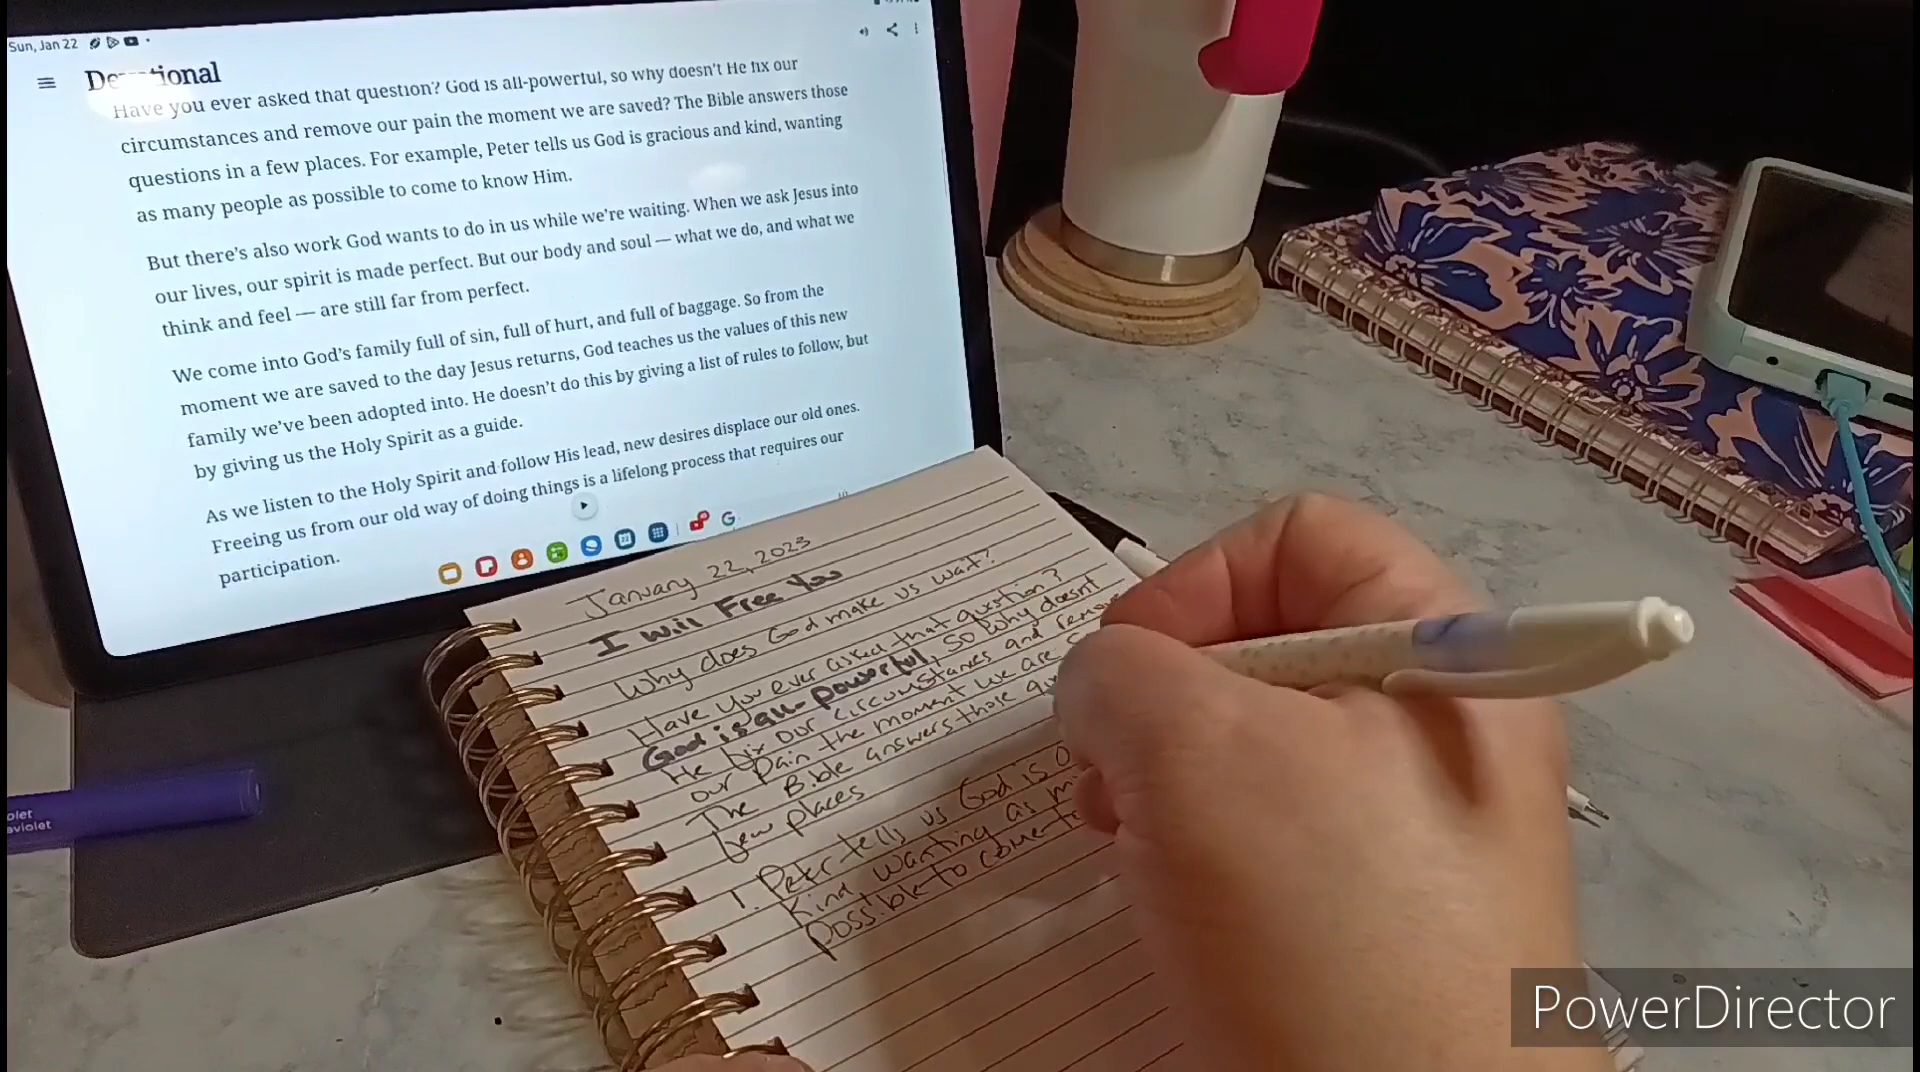 Sun, Jan 22
Have you ever asked that question? God is all-powerful, so why doesn't He fix our
circumstances and remove our pain the moment we are saved? The Bible answers those
questions in a few places. For example, Peter tells us God is gracious and kind, wanting
as many people as possible to come to know Him.
But there's also work God wants to do in us while we're waiting. When we ask Jesus into
our lives, our spirit is made perfect. But our body and soul — what we do, and what we
think and feel — are still far from perfect.
We come into God's family full of sin, full of hurt, and full of baggage. So from the
moment we are saved to the day Jesus returns, God teaches us the values of this new
family we've been adopted into. He doesn't do this by giving a list of rules to follow, but
by giving us the Holy Spirit as a guide.
As we listen to the Holy Spirit and follow His lead, new desires displace our old ones.
Freeing us from our old way of doing things is a lifelong process that requires our
participation.
January 22, 2023
I will Free You
Why does God make us wait?
Have you ever asked that question?
God is all-powerful, so why doesn't
He fix our circumstances and remove
our pain the moment we are
The Bible answers those
few places
1. Peter tells us God is
kind, wanting as
possible to come
olet
aviolet
PowerDirector